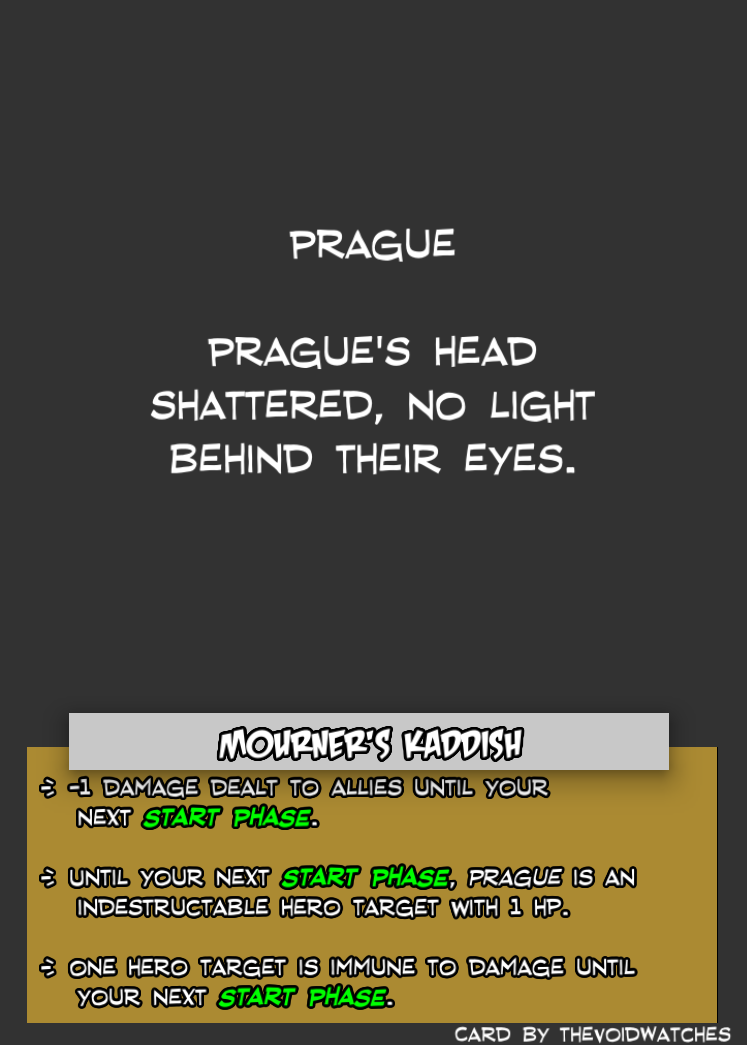 PRAGUE
PRAGUE'S HEAD
SHATTERED, NO LIGHT
BEHIND THEIR EYES.
MOURNER'S KADDISH
-1 DAMAGE DEALT TO ALLIES UNTIL YOUR
NEXT START PHASE.
UNTIL YOUR NEXT START PHASE, PRAGUE IS AN
INDESTRUCTABLE HERO TARGET WITH 1 HP.
ONE HERO TARGET IS IMMUNE TO DAMAGE UNTIL
YOUR NEXT START PHASE.
CARD BY THEVOIDWATCHES